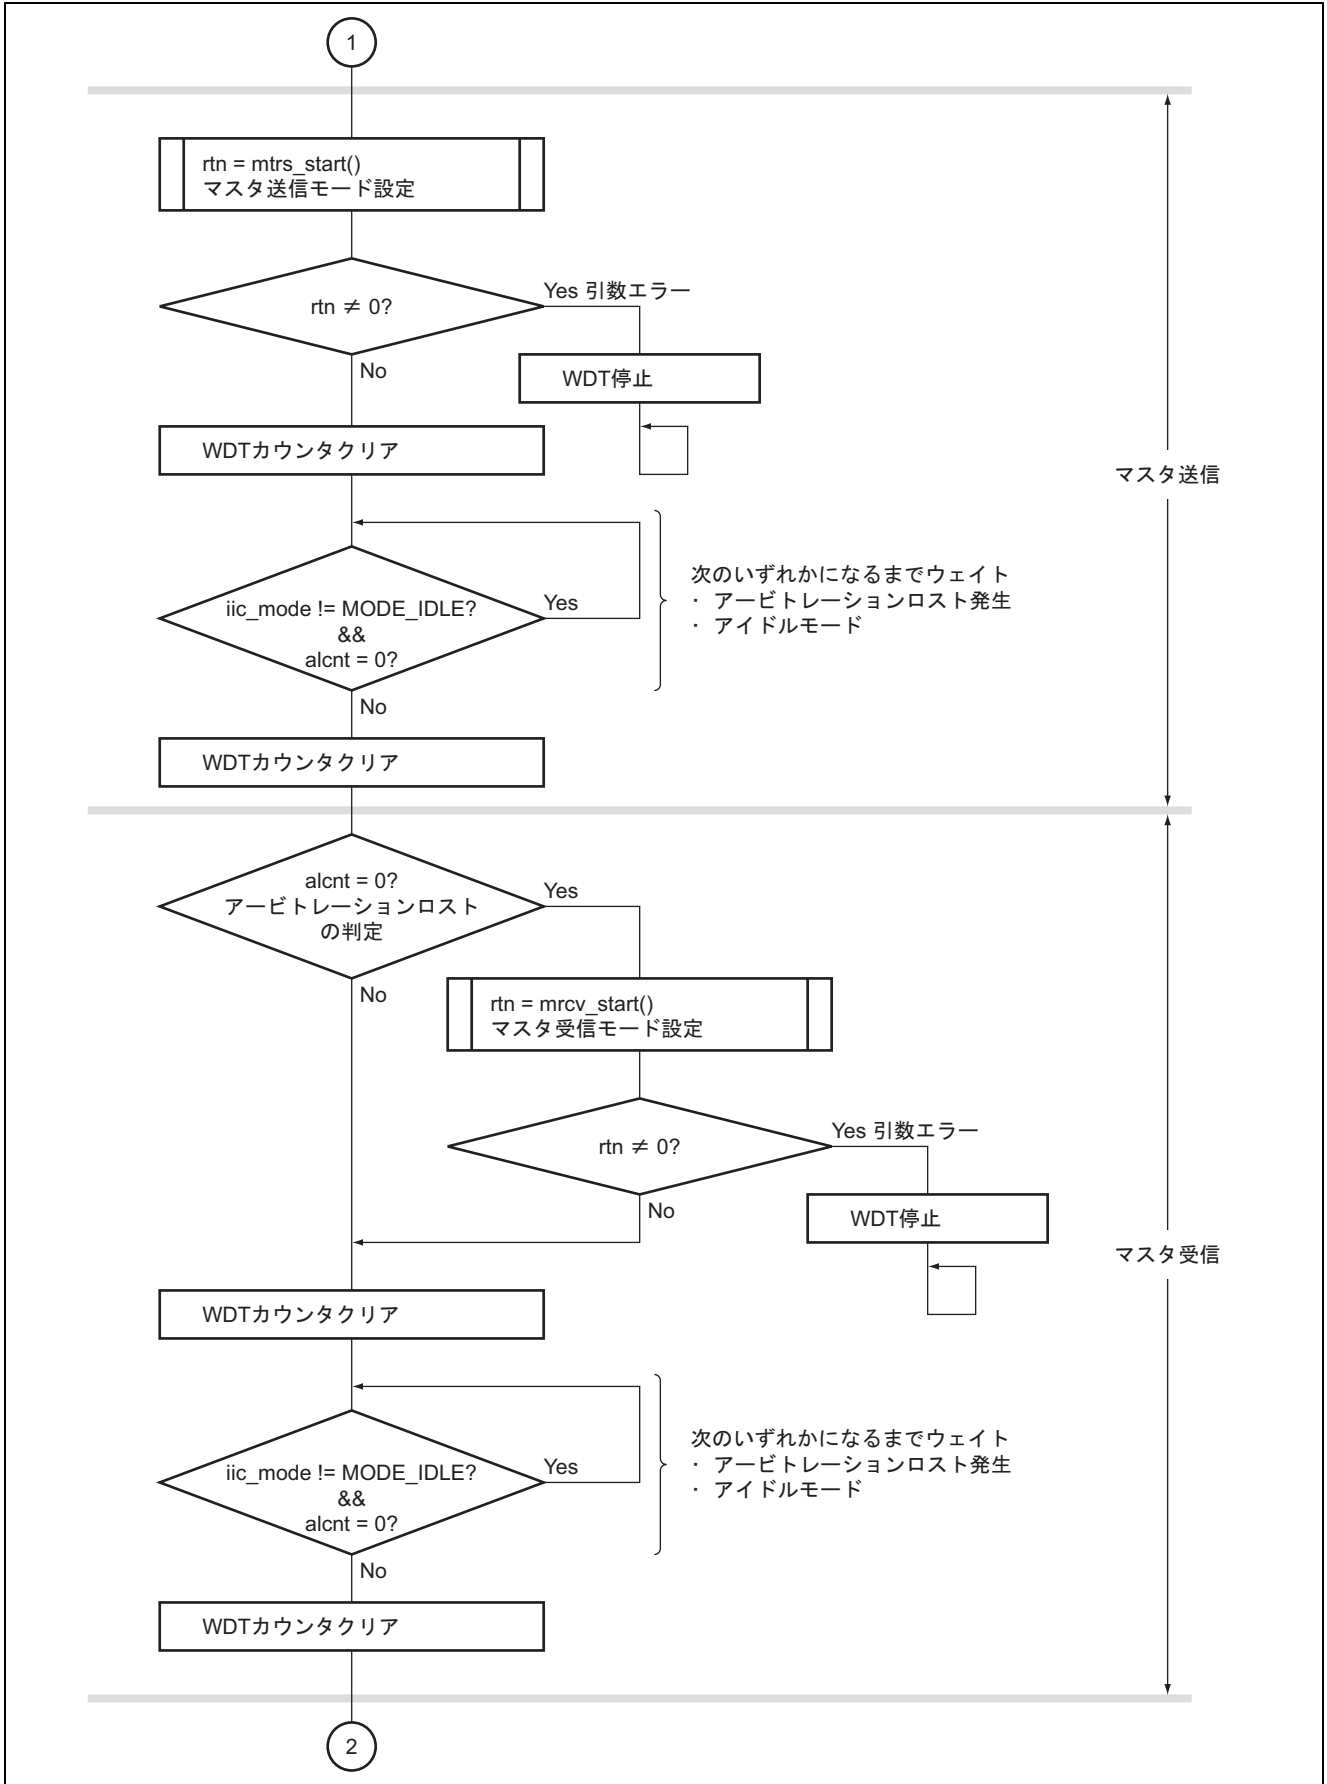 1
rtn = mtrs_start()
マスタ送信モード設定
rtn ≠ 0?
Yes 引数エラー
No
WDT停止
WDTカウンタクリア
マスタ送信
iic_mode != MODE_IDLE?
&&
alcnt = 0?
Yes
次のいずれかになるまでウェイト
・ アービトレーションロスト発生
・ アイドルモード
No
WDTカウンタクリア
alcnt = 0?
アービトレーションロスト
の判定
Yes
No
rtn = mrcv_start()
マスタ受信モード設定
rtn ≠ 0?
Yes 引数エラー
No
WDT停止
マスタ受信
WDTカウンタクリア
iic_mode != MODE_IDLE?
&&
alcnt = 0?
Yes
次のいずれかになるまでウェイト
・ アービトレーションロスト発生
・ アイドルモード
No
WDTカウンタクリア
2